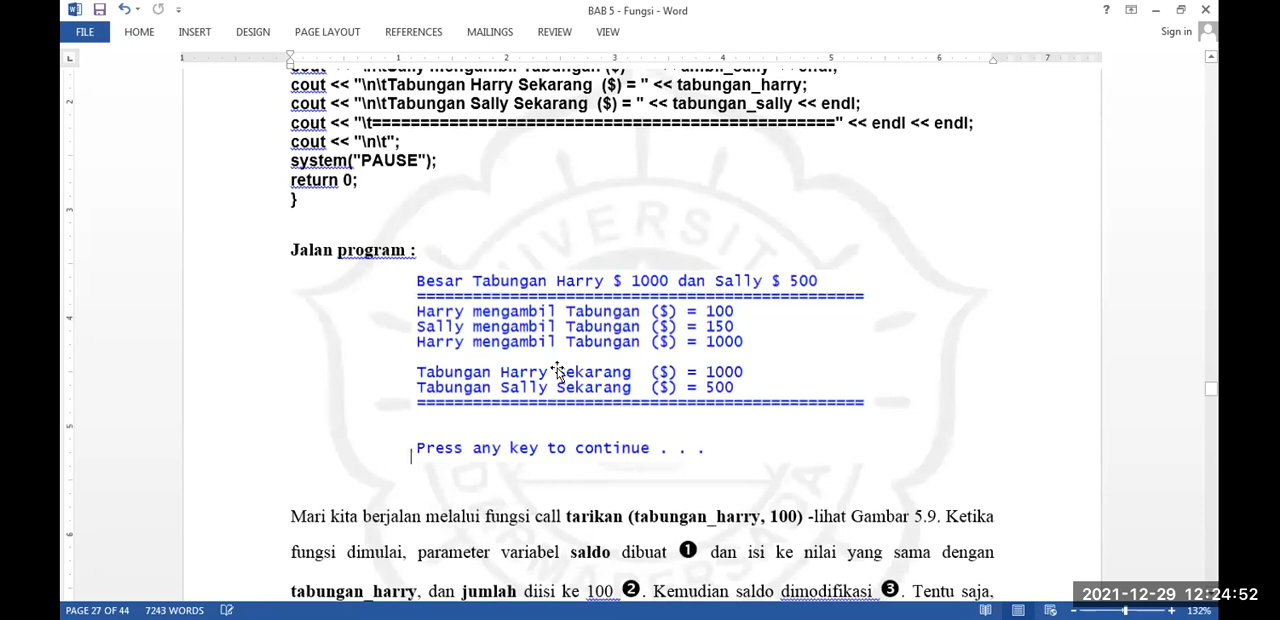 BAB 5 - Fungsi - Word
Sign in
FILE HOME INSERT DESIGN PAGE LAYOUT REFERENCES MAILINGS REVIEW VIEW
cout << "\n\tTabungan Harry Sekarang  ($) = " << tabungan_harry;
cout << "\n\tTabungan Sally Sekarang  ($) = " << tabungan_sally << endl;
cout << "\t================================================" << endl << endl;
cout << "\n\t";
system("PAUSE");
return 0;
}
Jalan program :
Besar Tabungan Harry $ 1000 dan Sally $ 500
================================================
Harry mengambil Tabungan ($) = 100
Sally mengambil Tabungan ($) = 150
Harry mengambil Tabungan ($) = 1000
Tabungan Harry Sekarang  ($) = 1000
Tabungan Sally Sekarang  ($) = 500
================================================
Press any key to continue . . .
Mari kita berjalan melalui fungsi call tarikan (tabungan_harry, 100) -lihat Gambar 5.9. Ketika
fungsi dimulai, parameter variabel saldo dibuat ❶ dan isi ke nilai yang sama dengan
tabungan_harry, dan jumlah diisi ke 100 ❷. Kemudian saldo dimodifikasi ❸. Tentu saja,
2021-12-29 12:24:52
PAGE 27 OF 44 7243 WORDS
132%